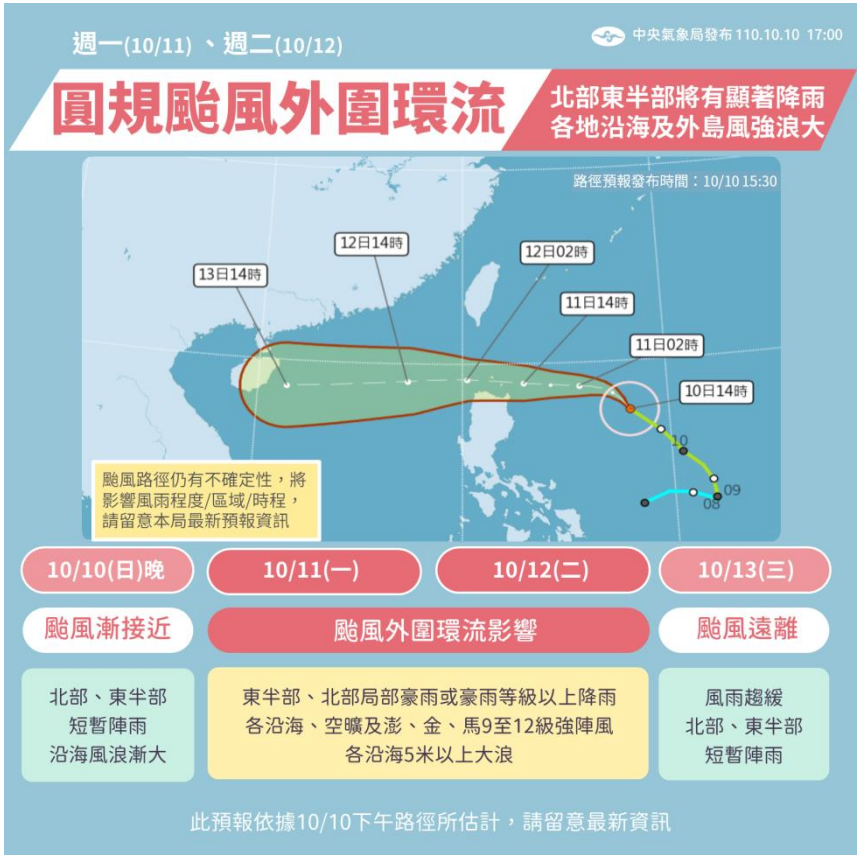 週一(10/11)、週二(10/12)
中央氣象局發布 110.10.10 17:00
圓規颱風外圍環流
北部東半部將有顯著降雨
各地沿海及外島風強浪大
路徑預報發布時間：10/10 15:30
12日14時
12日02時
13日14時
11日14時
11日02時
10日14時
10
09
08
颱風路徑仍有不確定性，將
影響風雨程度/區域/時程，
請留意本局最新預報資訊
10/10(日)晚
10/11(一)
10/12(二)
10/13(三)
颱風漸接近
颱風外圍環流影響
颱風遠離
北部、東半部
短暫陣雨
沿海風浪漸大
東半部、北部局部豪雨或豪雨等級以上降雨
各沿海、空曠及澎、金、馬9至12級強陣風
各沿海5米以上大浪
風雨趨緩
北部、東半部
短暫陣雨
此預報依據10/10下午路徑所估計，請留意最新資訊